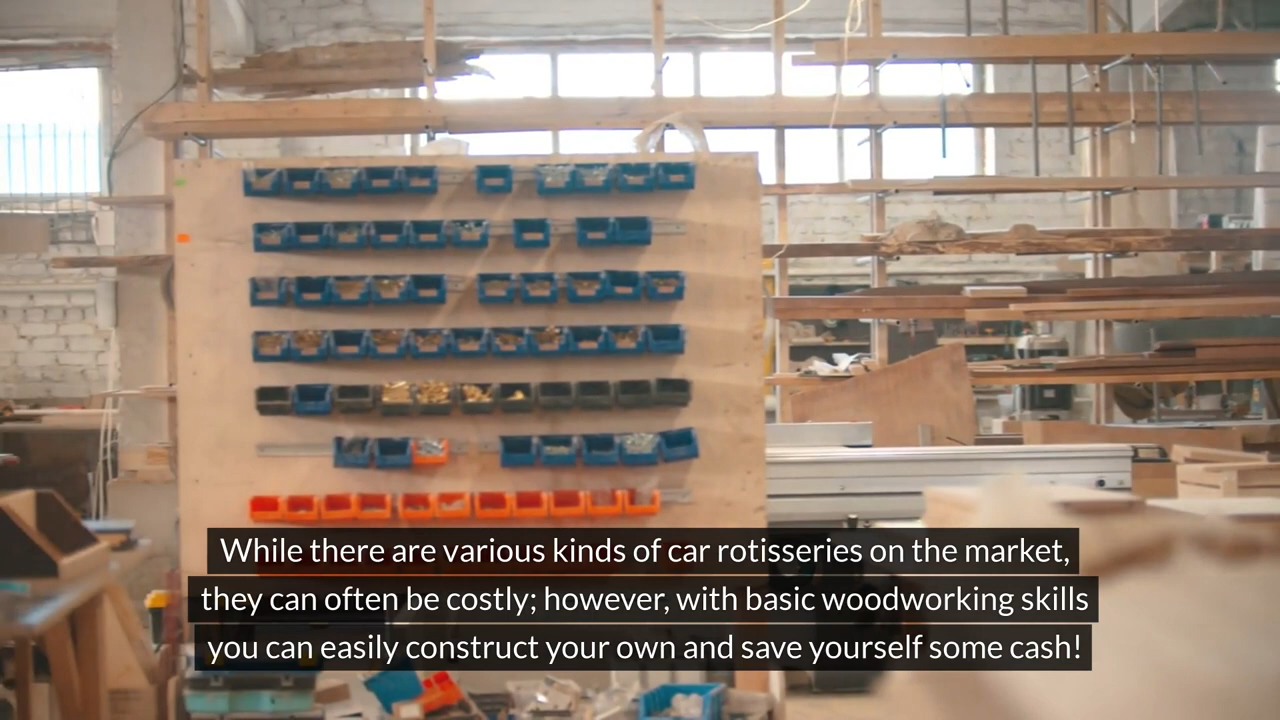 While there are various kinds of car rotisseries on the market,
they can often be costly; however, with basic woodworking skills
you can easily construct your own and save yourself some cash!